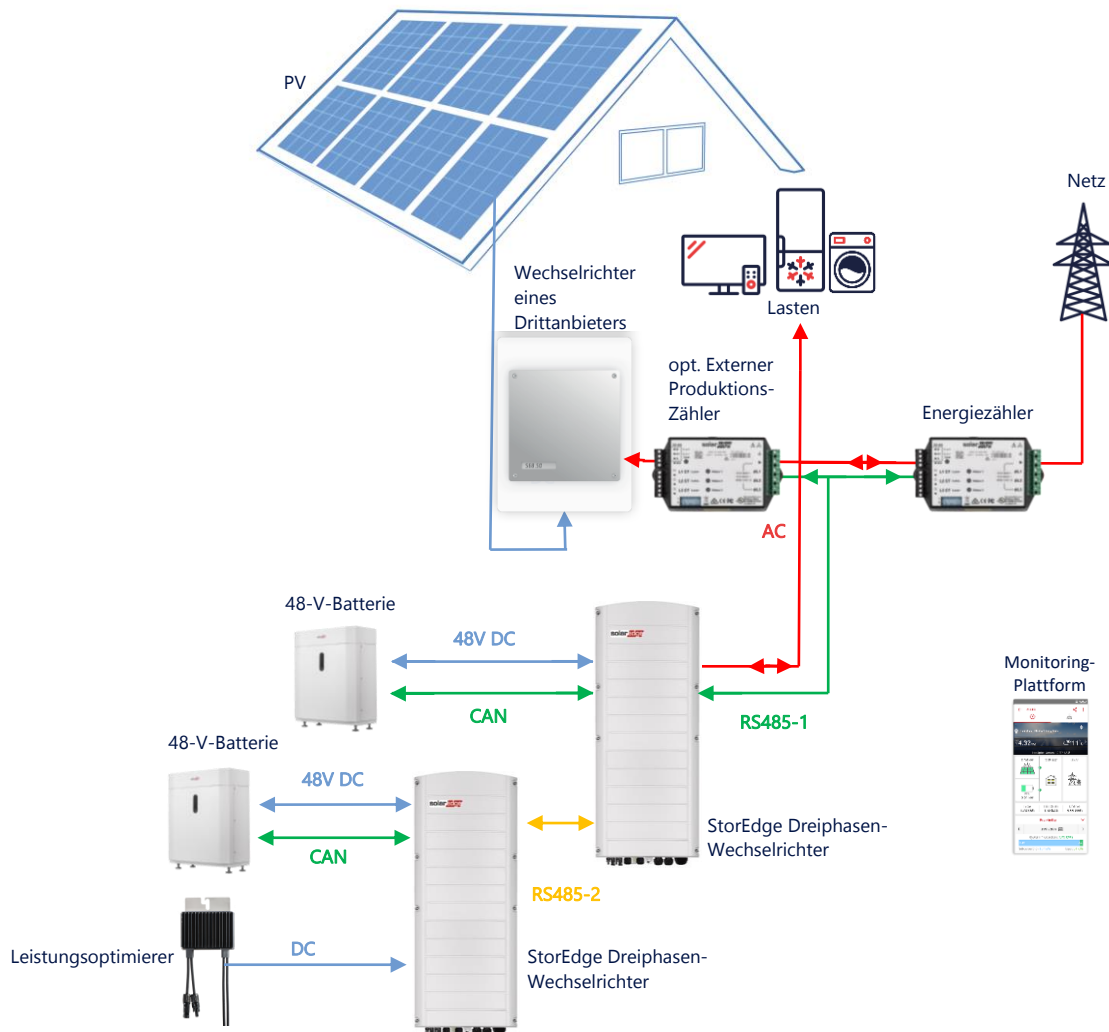 PV
Netz
Wechselrichter
eines
Drittanbieters
Lasten
opt. Externer
Produktions-
Zähler
Energiezähler
AC
48-V-Batterie
48V DC
CAN
RS485-1
Monitoring-
Plattform
48-V-Batterie
48V DC
CAN
RS485-2
StorEdge Dreiphasen-
Wechselrichter
Leistungsoptimierer
DC
StorEdge Dreiphasen-
Wechselrichter